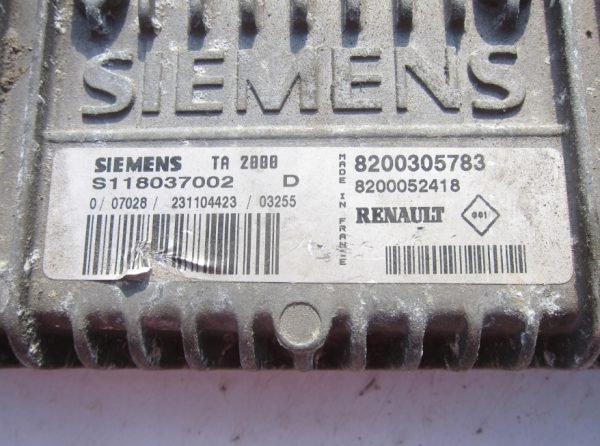 SIEMENS
SIEMENS TA 2000
S118037002 D
0/ 07028/ 231104423 / 03255
MADE IN FRANCE
8200305783
8200052418
RENAULT
001